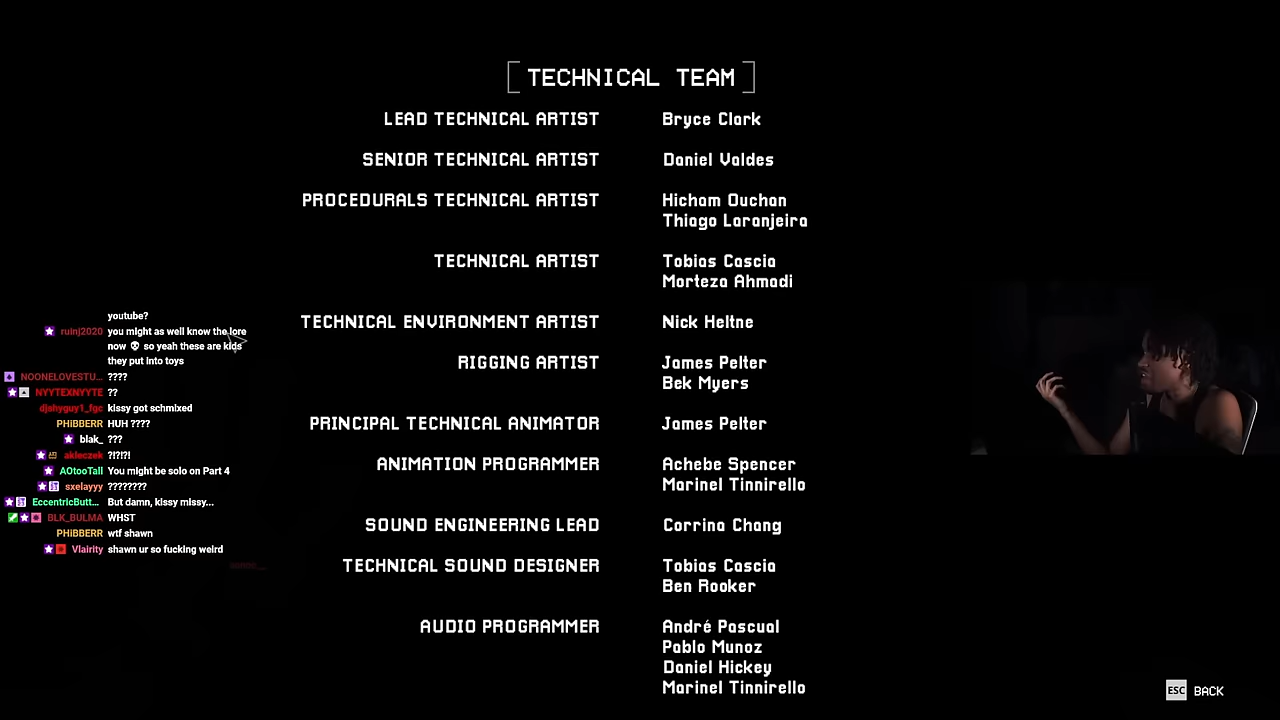 [TECHNICAL TEAM]
LEAD TECHNICAL ARTIST Bryce Clark
SENIOR TECHNICAL ARTIST Daniel Valdes
PROCEDURALS TECHNICAL ARTIST Hicham Ouchan
Thiago Laranjeira
TECHNICAL ARTIST Tobias Cascia
Morteza Ahmadi
TECHNICAL ENVIRONMENT ARTIST Nick Heltne
RIGGING ARTIST James Pelter
Bek Myers
PRINCIPAL TECHNICAL ANIMATOR James Pelter
ANIMATION PROGRAMMER Achebe Spencer
Marinel Tinnirello
SOUND ENGINEERING LEAD Corrina Chang
TECHNICAL SOUND DESIGNER Tobias Cascia
Ben Rooker
AUDIO PROGRAMMER André Pascual
Pablo Munoz
Daniel Hickey
Marinel Tinnirello
youtube?
ruinj2020 you might as well know the lore
now 💀 so yeah these are kids
they put into toys
NOONELOVESTU... ????
NYYTEXNYYTE ??
djshyguy1_fgc kissy got schmixed
PHIBBERR HUH ????
blak_ ???
akleczek ?!?!?!
AOtooTall You might be solo on Part 4
sxelayyy ????????
EccentricButt... But damn, kissy missy...
BLK_BULMA WHST
PHIBBERR wtf shawn
Vlairity shawn ur so fucking weird
ESC BACK